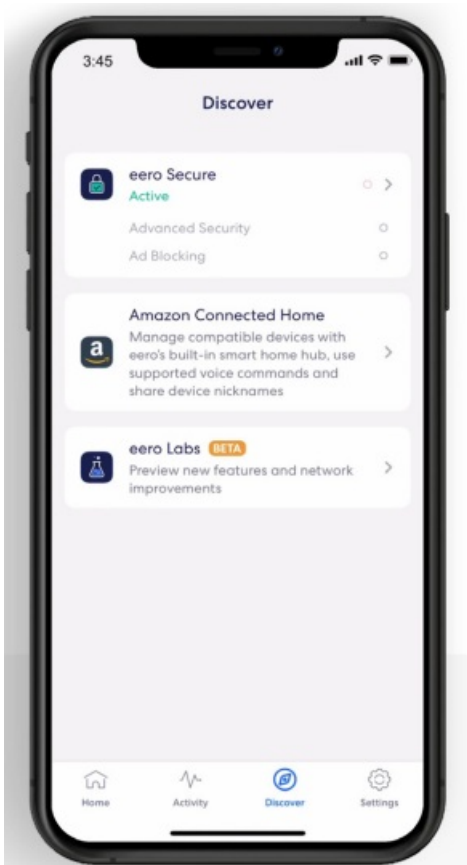 3:45
Discover
eero Secure
Active
Advanced Security
Ad Blocking
Amazon Connected Home
Manage compatible devices with
eero's built-in smart home hub, use
supported voice commands and
share device nicknames
eero Labs BETA
Preview new features and network
improvements
Home Activity Discover Settings